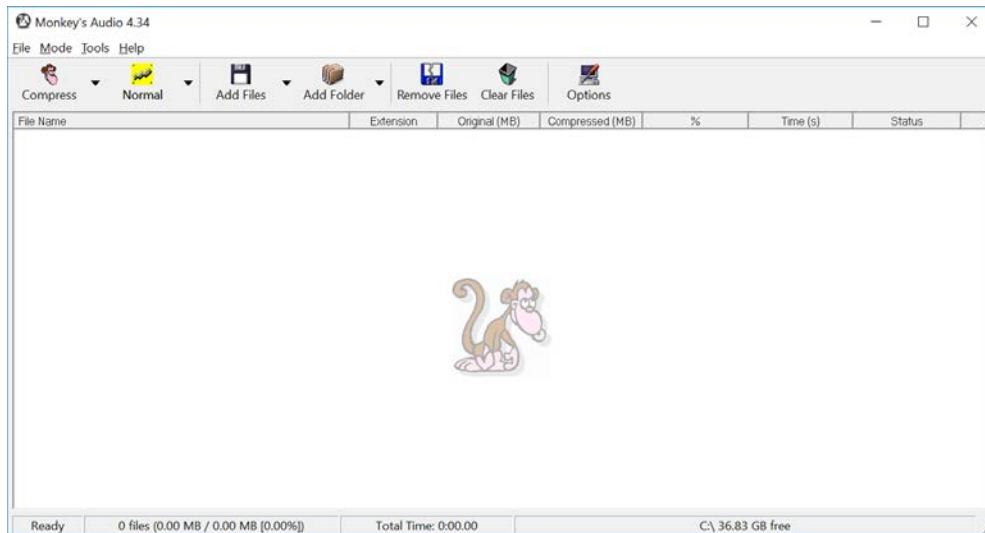 Monkey's Audio 4.34
File Mode Tools Help
Compress Normal Add Files Add Folder Remove Files Clear Files Options
File Name Extension Original (MB) Compressed (MB) % Time (s) Status
Ready 0 files (0.00 MB / 0.00 MB [0.00%]) Total Time: 0:00.00 C:\ 36.83 GB free